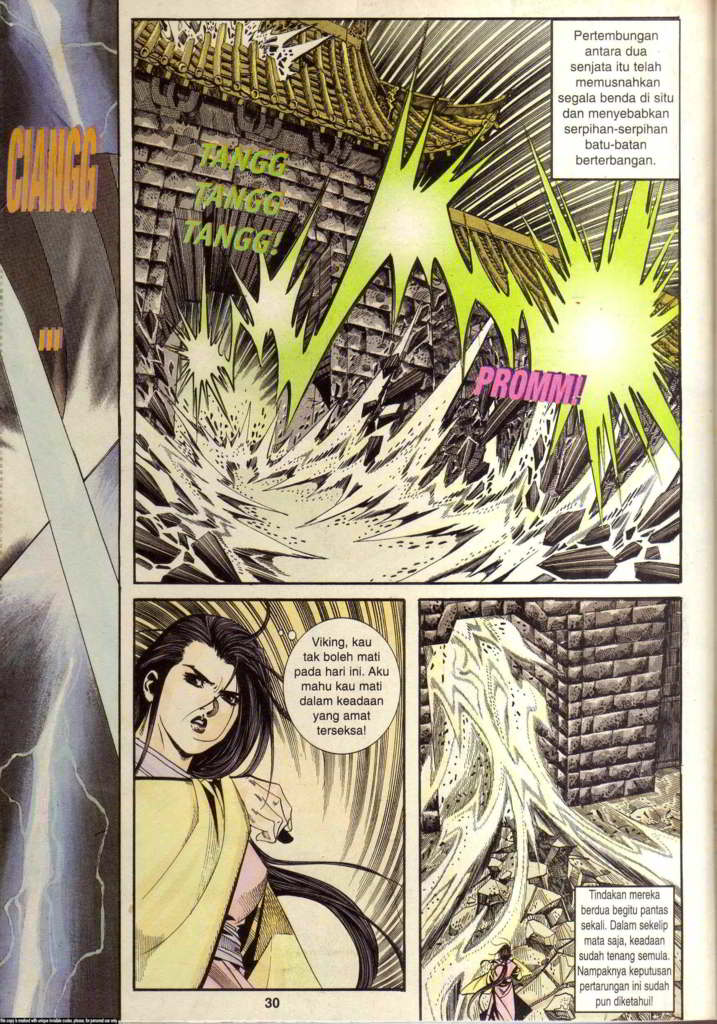 CIANGG
...
Pertembungan
antara dua
senjata itu telah
memusnahkan
segala benda di situ
dan menyebabkan
serpihan-serpihan
batu-batan
berterbangan.
TANGG
TANGG
TANGG!
PROMM!
Viking, kau
tak boleh mati
pada hari ini. Aku
mahu kau mati
dalam keadaan
yang amat
terseksa!
Tindakan mereka
berdua begitu pantas
sekali. Dalam sekelip
mata saja, keadaan
sudah tenang semula.
Nampaknya keputusan
pertarungan ini sudah
pun diketahui!
30